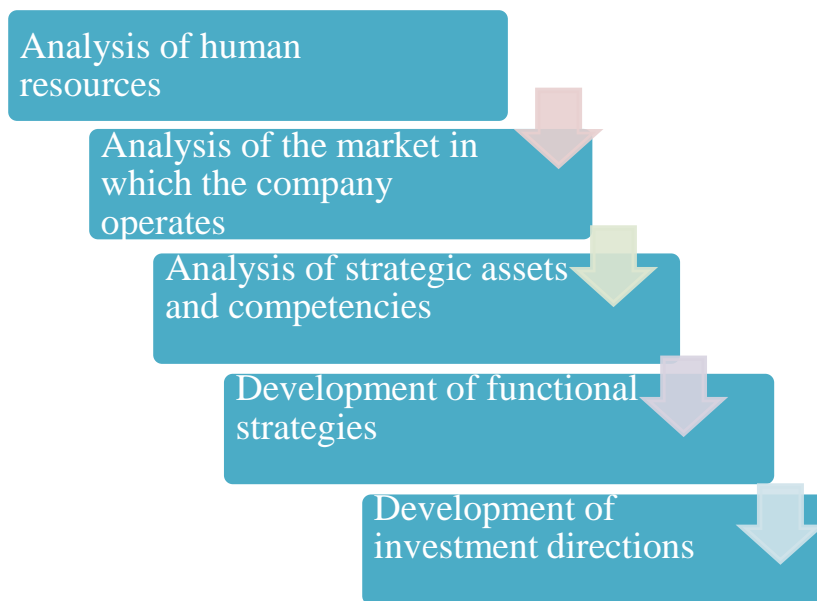 Analysis of human
resources
Analysis of the market in
which the company
operates
Analysis of strategic assets
and competencies
Development of functional
strategies
Development of
investment directions